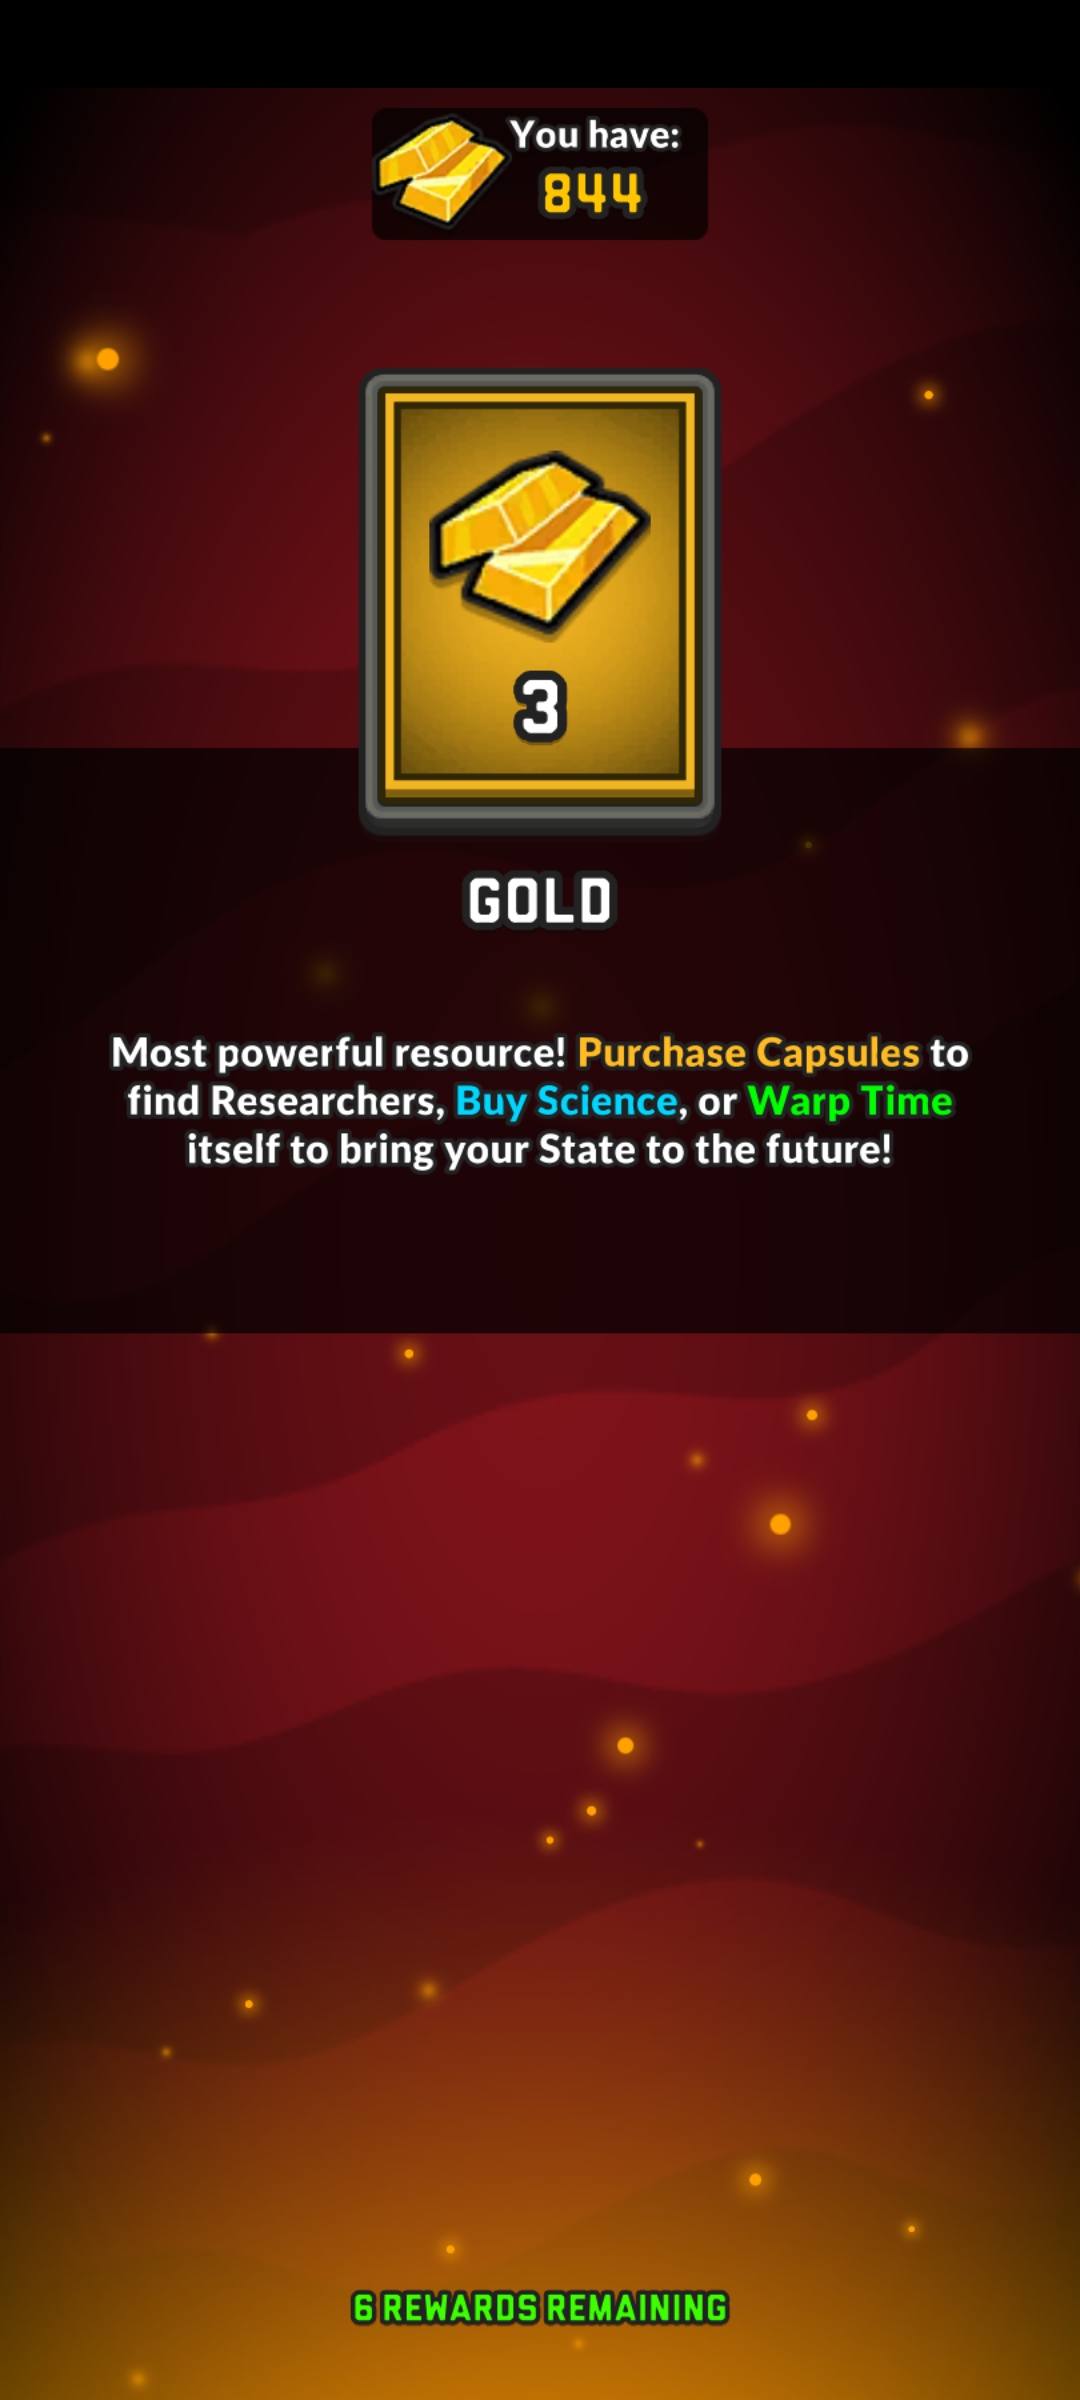 You have:
844
3
GOLD
Most powerful resource! Purchase Capsules to
find Researchers, Buy Science, or Warp Time
itself to bring your State to the future!
6 REWARDS REMAINING